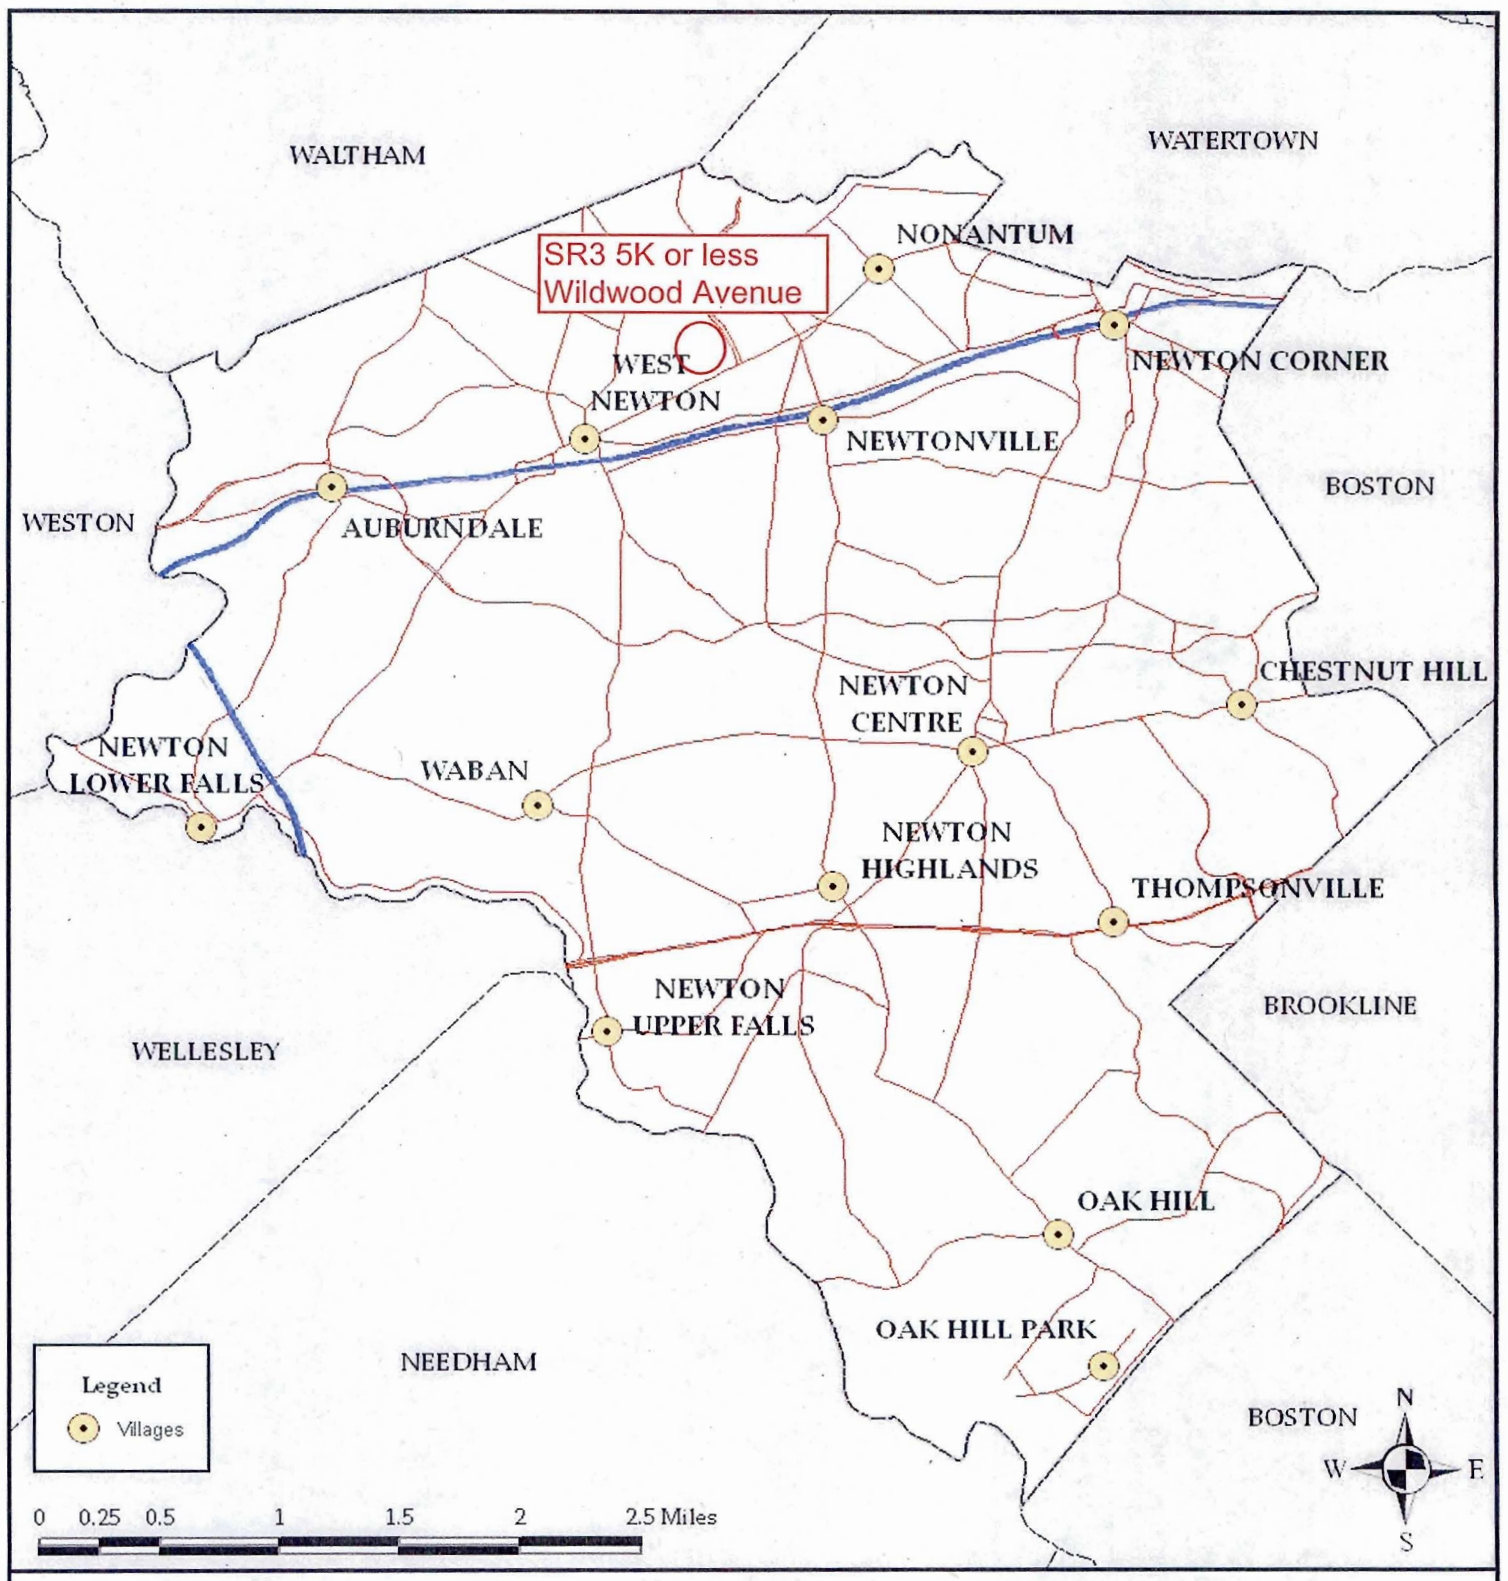 WALTHAM
WATERTOWN
NONANTUM
SR3 5K or less
Wildwood Avenue
WEST
NEWTON
NEWTON CORNER
NEWTONVILLE
BOSTON
WESTON
AUBURNDALE
CHESTNUT HILL
NEWTON
CENTRE
NEWTON
LOWER FALLS
WABAN
NEWTON
HIGHLANDS
THOMPSONVILLE
NEWTON
UPPER FALLS
BROOKLINE
WELLESLEY
OAK HILL
OAK HILL PARK
NEEDHAM
Legend
Villages
BOSTON
N
W E
S
0 0.25 0.5 1 1.5 2 2.5 Miles